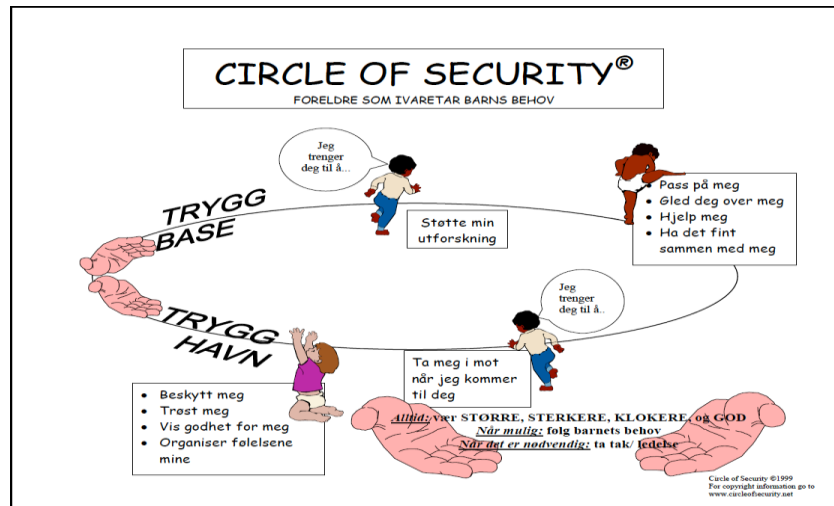 CIRCLE OF SECURITY®
FORELDRE SOM IVARETAR BARNS BEHOV
Jeg
trenger
deg til å...
TRYGG
BASE
Støtte min
utforskning
• Pass på meg
• Gled deg over meg
• Hjelp meg
• Ha det fint
sammen med meg
Jeg
trenger
deg til å..
TRYGG
HAVN
Ta meg i mot
når jeg kommer
til deg
• Beskytt meg
• Trøst meg
• Vis godhet for meg
• Organiser følelsene
mine
Alltid: vær STØRRE, STERKERE, KLOKERE, og GOD
Når mulig: følg barnets behov
Når det er nødvendig: ta tak/ ledelse
Circle of Security ©1999
For copyright information go to
www.circleofsecurity.net